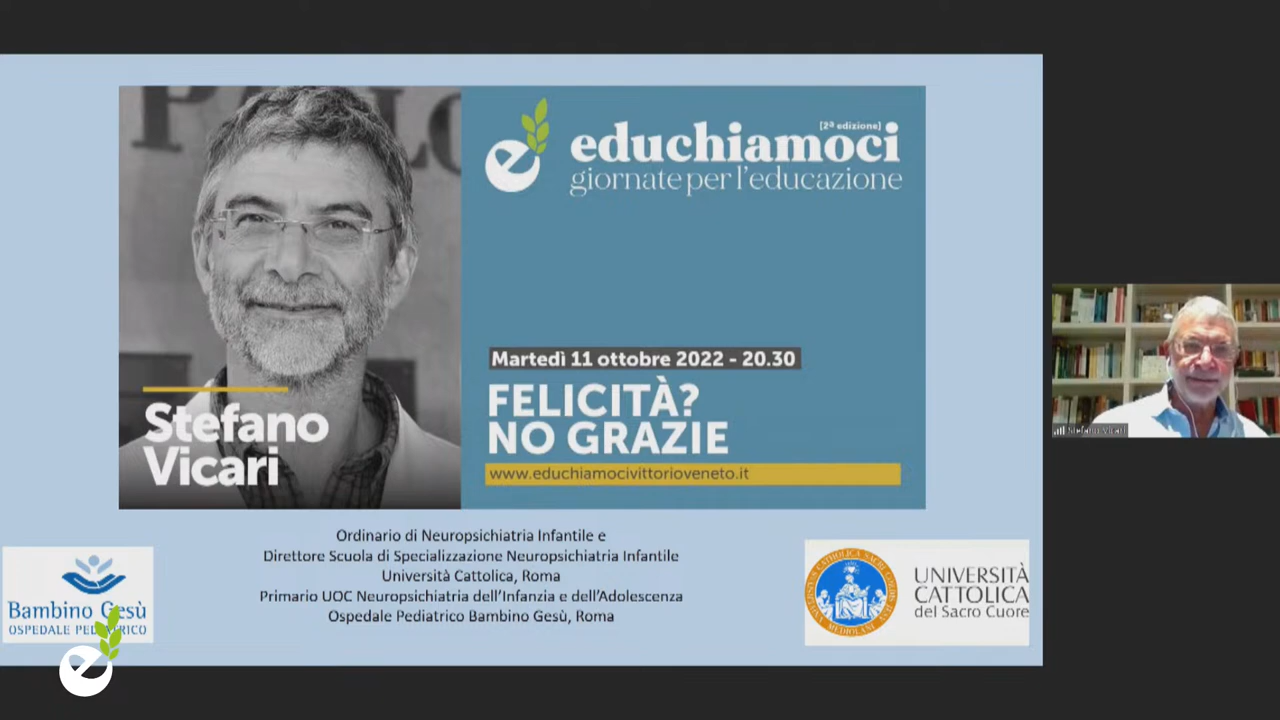 [2ª edizione]
educhiamoci
giornate per l'educazione
Martedì 11 ottobre 2022 - 20.30
FELICITÀ?
NO GRAZIE
www.educhiamocivittorioveneto.it
Stefano
Vicari
Stefano Vicari
Ordinario di Neuropsichiatria Infantile e
Direttore Scuola di Specializzazione Neuropsichiatria Infantile
Università Cattolica, Roma
Primario UOC Neuropsichiatria dell'Infanzia e dell'Adolescenza
Ospedale Pediatrico Bambino Gesù, Roma
Bambino Gesù
OSPEDALE PEDIATRICO
UNIVERSITÀ
CATTOLICA
del Sacro Cuore